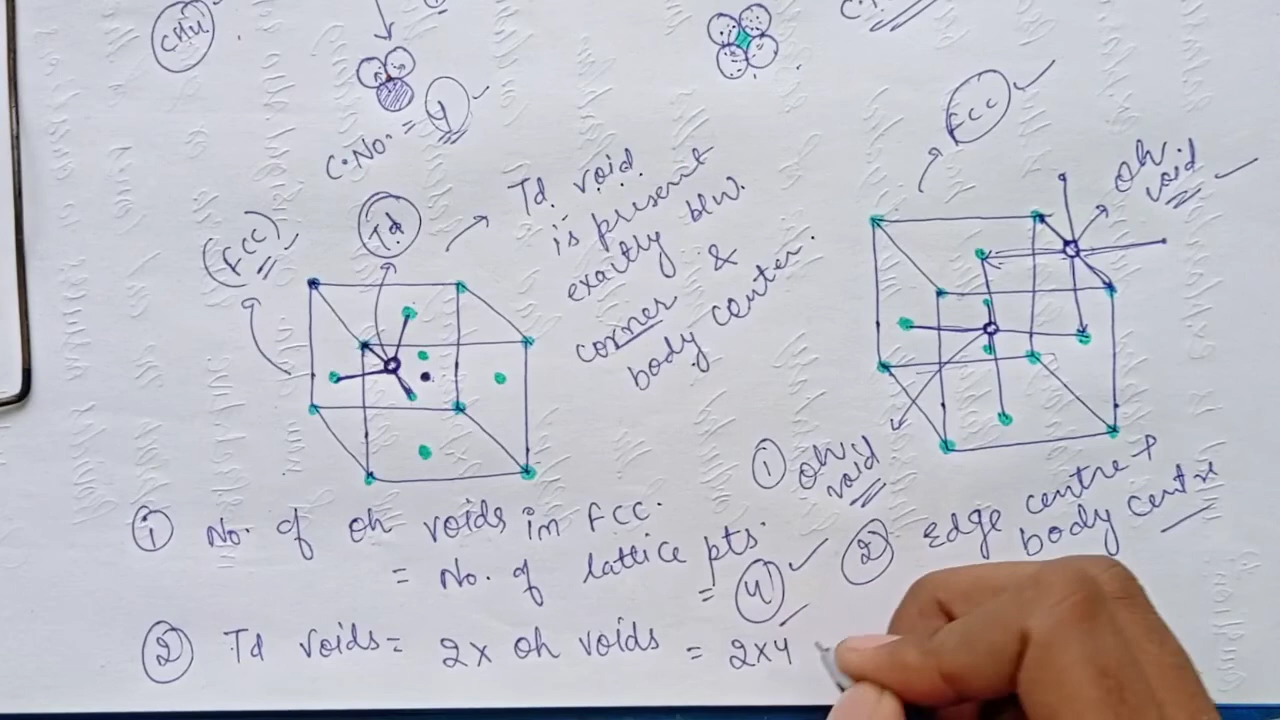 C.No. = 4
(FCC)
Td
Td. void.
is present
exactly b/w.
corner &
body center.
FCC
Oh.
void
① Oh
void
② Edge centre +
body centre
① No. of Oh voids in FCC.
= No. of lattice pts.
= 4
② Td voids = 2 x Oh voids = 2x4